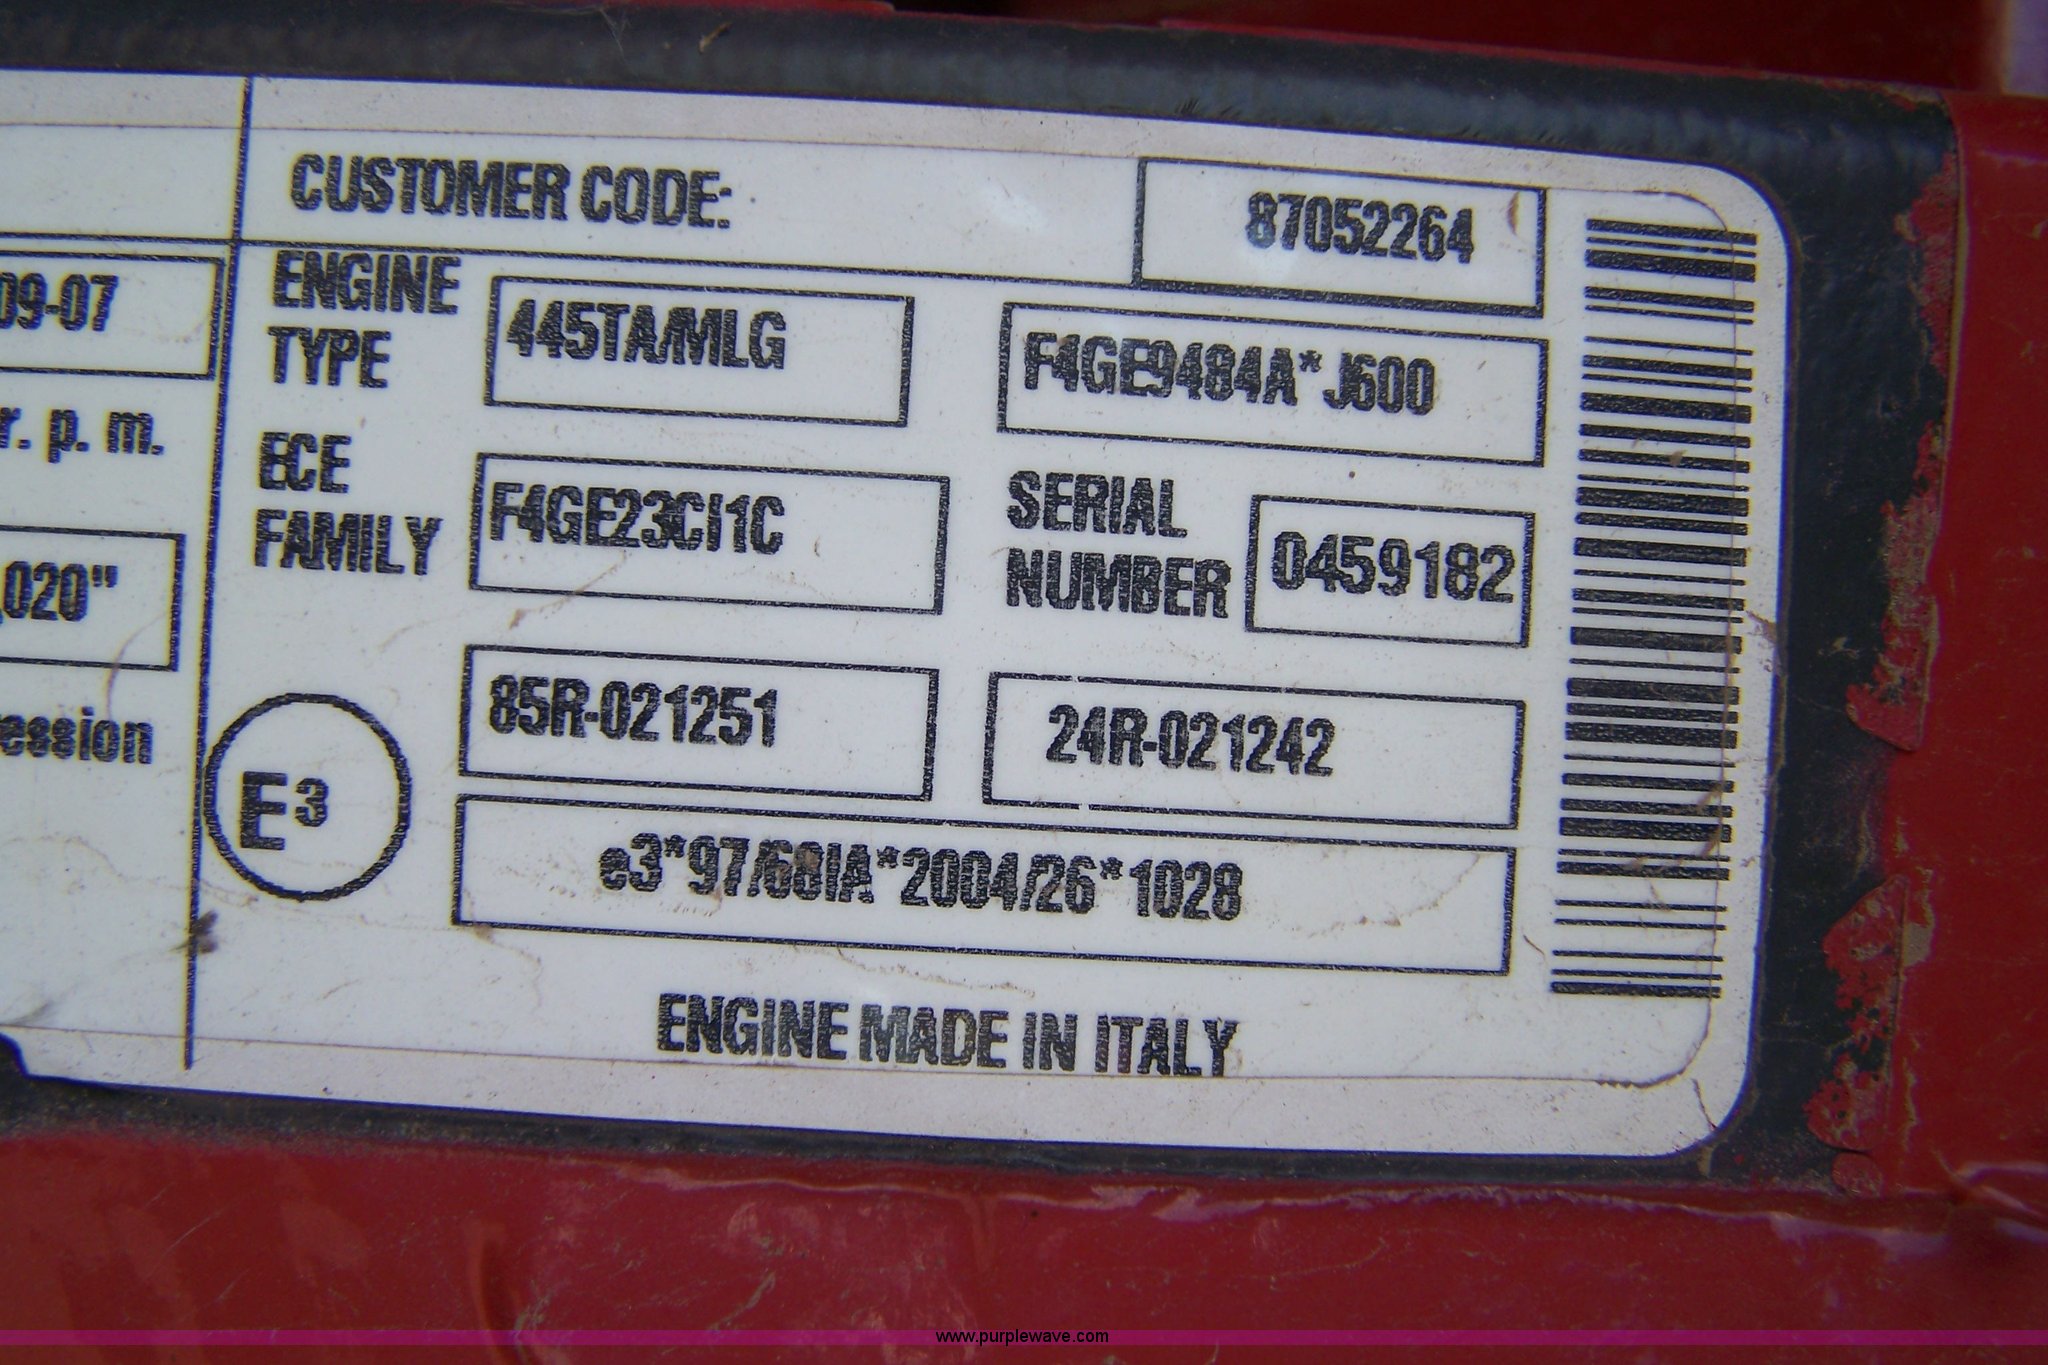 CUSTOMER CODE: 87052264
09-07
ENGINE TYPE 445TA/MLG F4GE9484A*J600
r. p. m.
ECE FAMILY F4GE23CI1C SERIAL NUMBER 0459182
,020"
85R-021251 24R-021242
ession
E3
e3*97/68IA*2004/26*1028
ENGINE MADE IN ITALY
www.purplewave.com